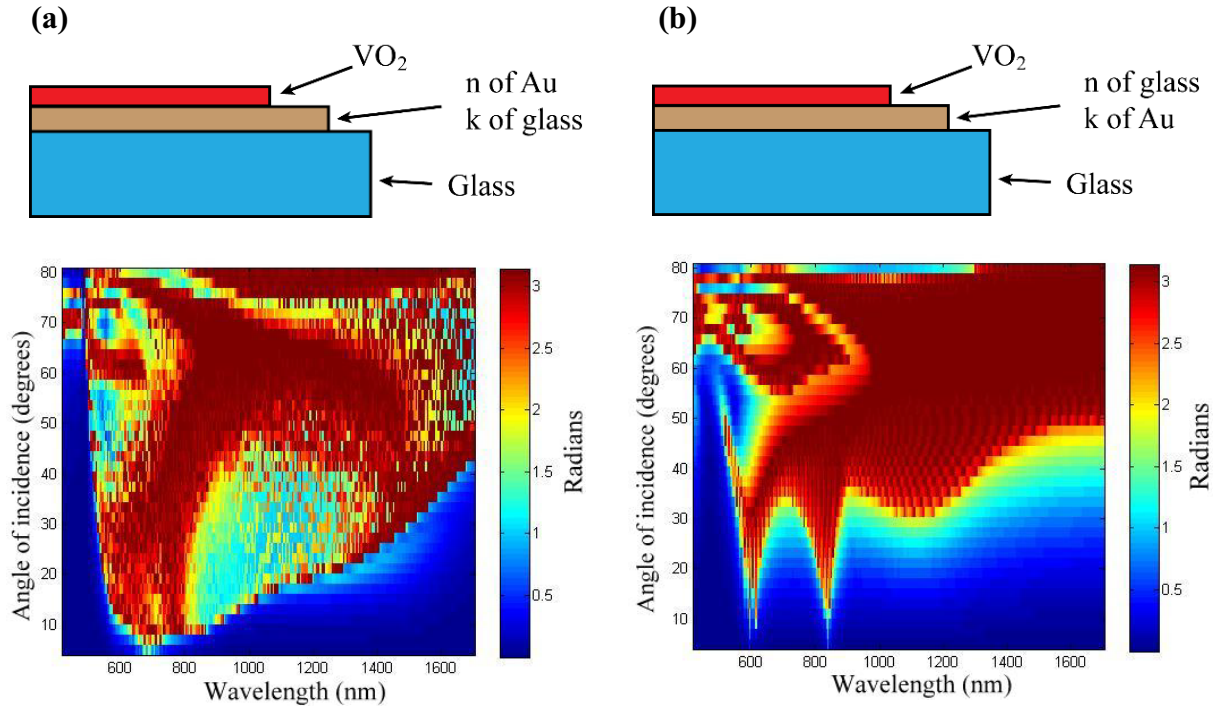 (a)
VO2
n of Au
k of glass
Glass
80
70
60
50
40
30
20
10
Angle of incidence (degrees)
600
800
1000
1200
1400
1600
Wavelength (nm)
3
2.5
2
1.5
1
0.5
Radians
(b)
VO2
n of glass
k of Au
Glass
80
70
60
50
40
30
20
10
Angle of incidence (degrees)
600
800
1000
1200
1400
1600
Wavelength (nm)
3
2.5
2
1.5
1
0.5
Radians